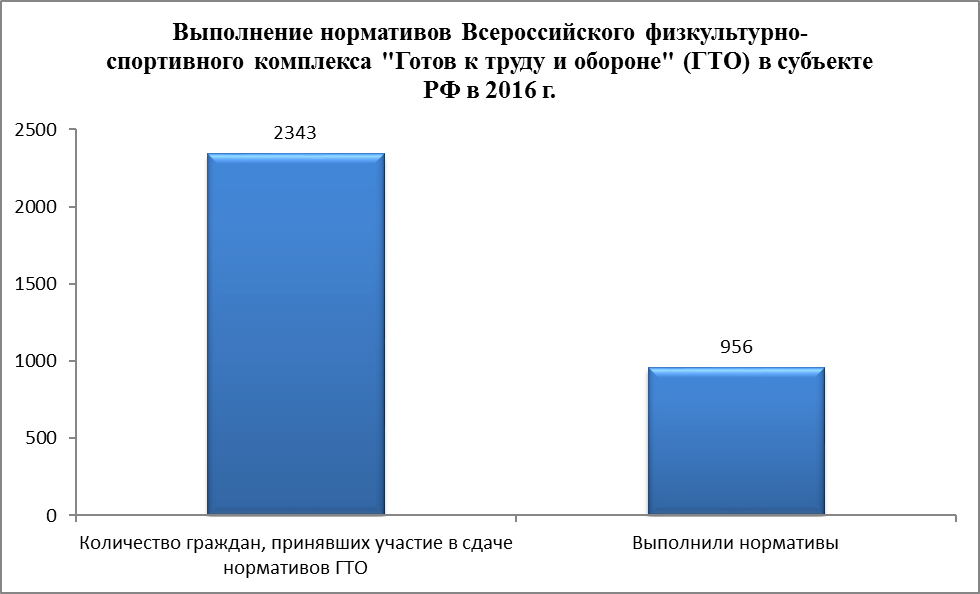 Выполнение нормативов Всероссийского физкультурно-
спортивного комплекса "Готов к труду и обороне" (ГТО) в субъекте
РФ в 2016 г.
2500
2000
1500
1000
500
0
2343
956
Количество граждан, принявших участие в сдаче
нормативов ГТО
Выполнили нормативы